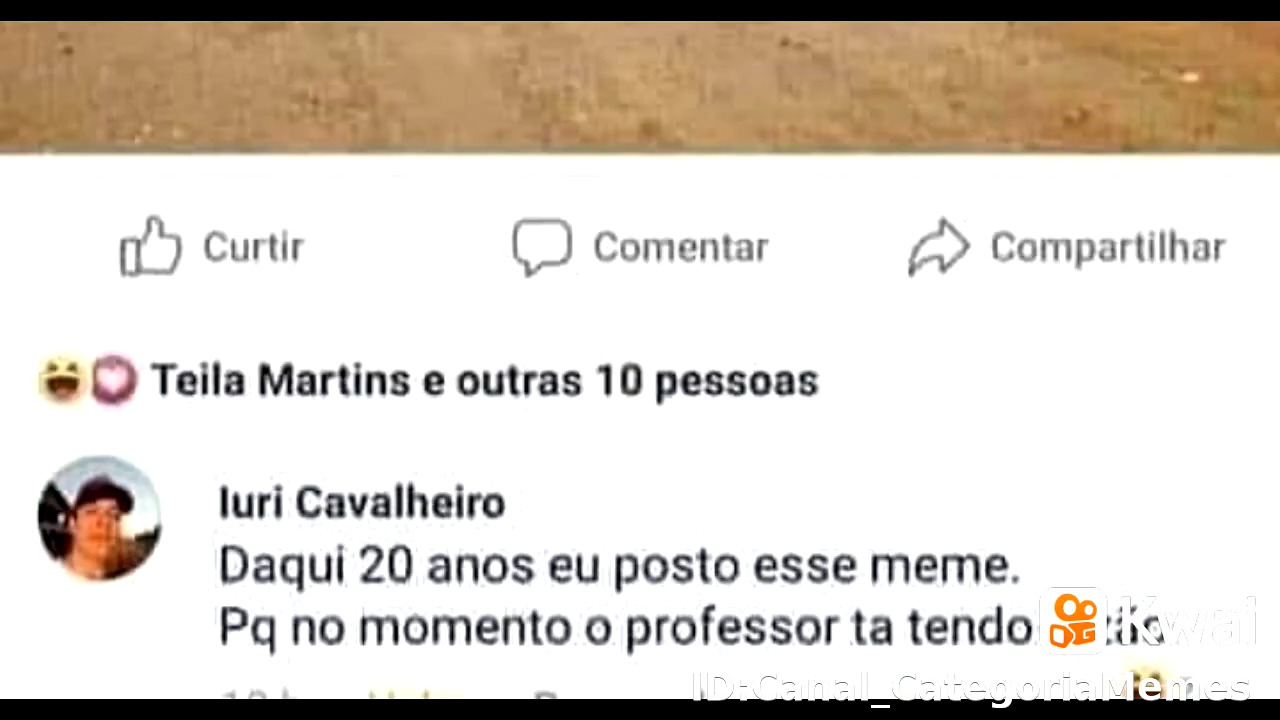 Curtir Comentar Compartilhar
Teila Martins e outras 10 pessoas
Iuri Cavalheiro
Daqui 20 anos eu posto esse meme.
Pq no momento o professor ta tendo
Kwai
ID:Canal_CategoriaMemes